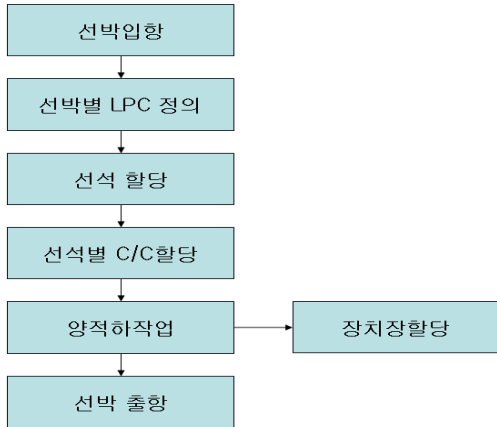 선박입항
선박별 LPC 정의
선석 할당
선석별 C/C할당
양적하작업
장치장할당
선박 출항